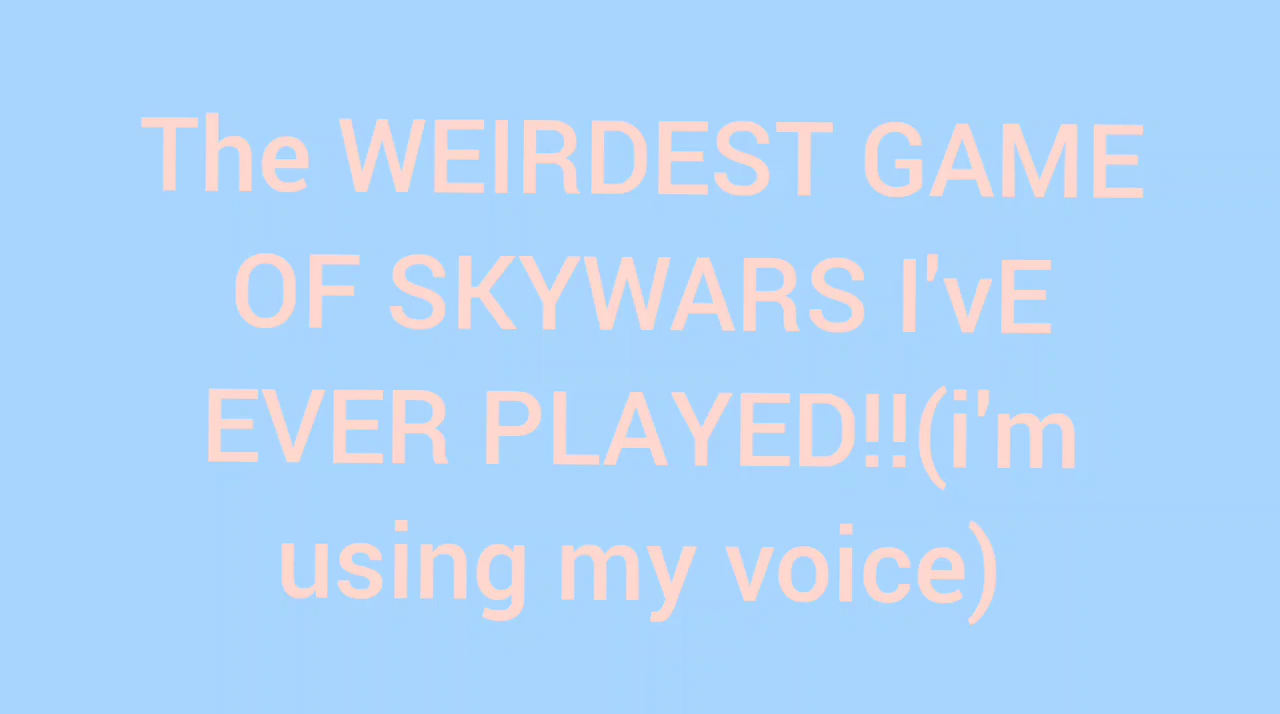 The WEIRDEST GAME
OF SKYWARS I'vE
EVER PLAYED!!(i'm
using my voice)